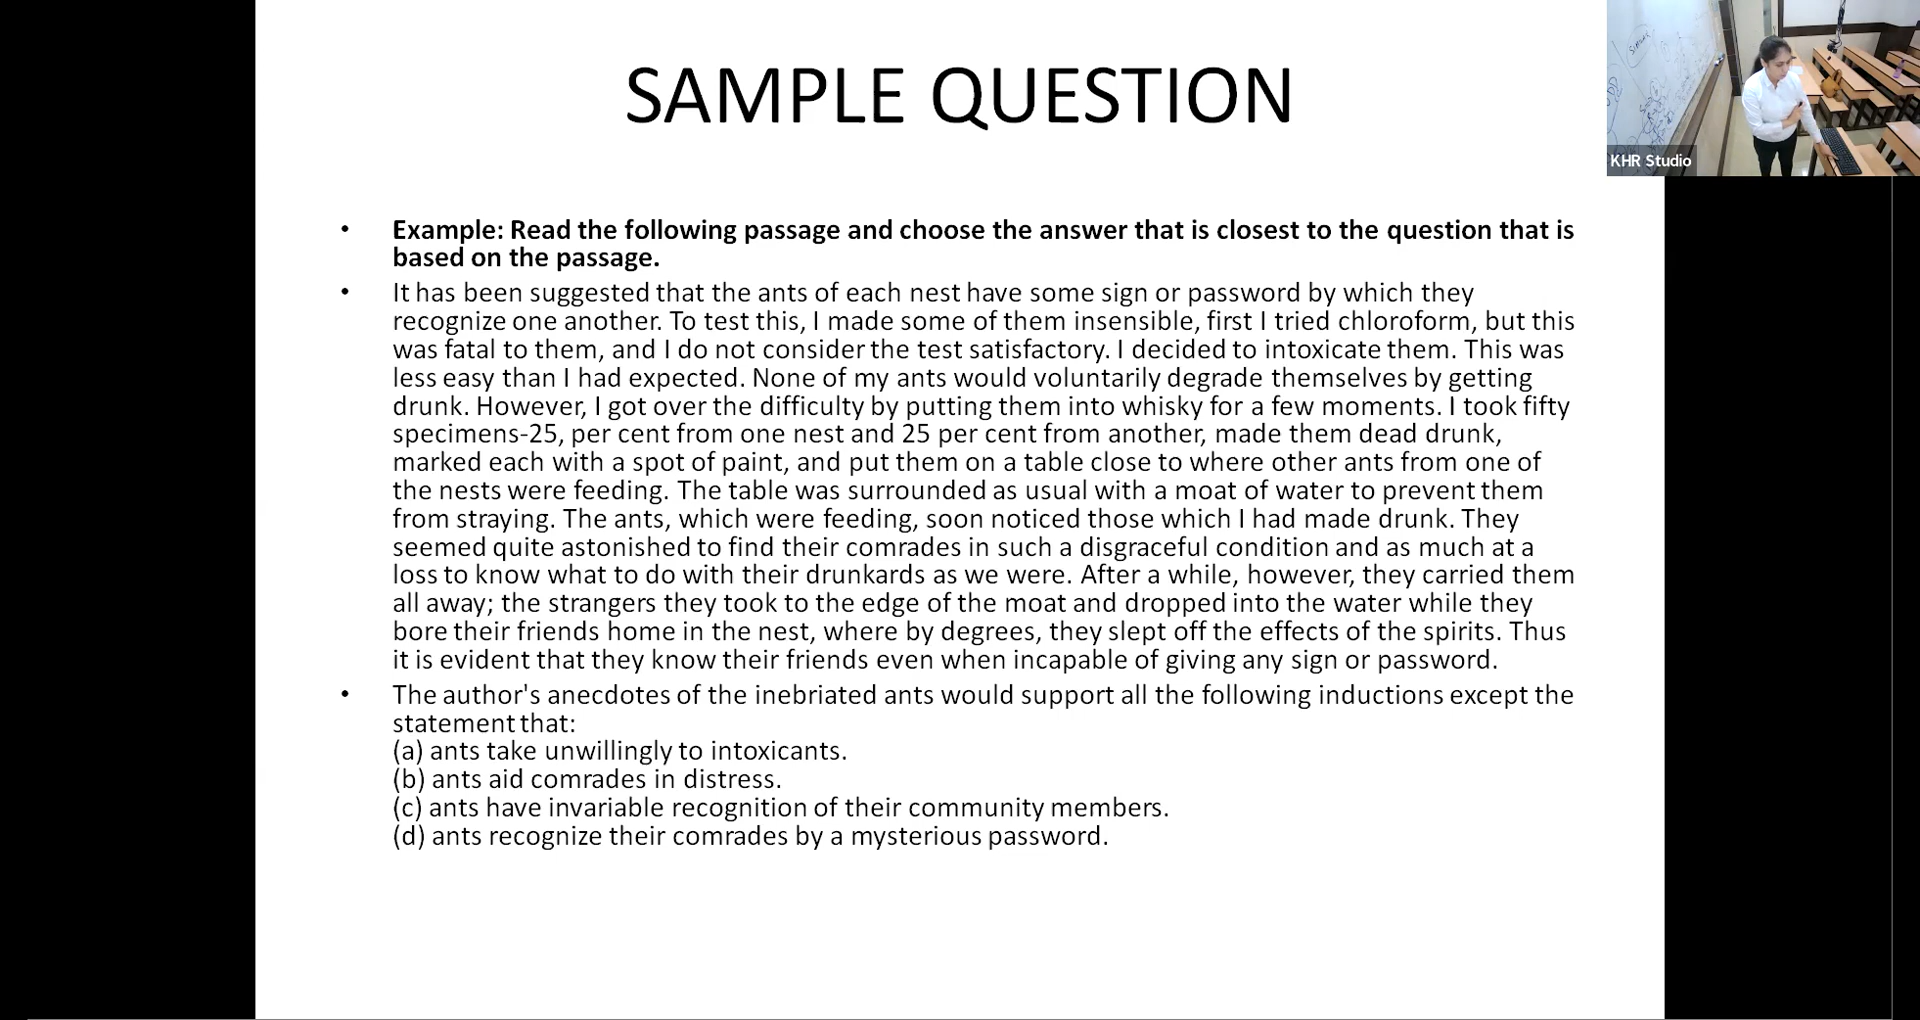 SAMPLE QUESTION
KHR Studio
• Example: Read the following passage and choose the answer that is closest to the question that is
based on the passage.
• It has been suggested that the ants of each nest have some sign or password by which they
recognize one another. To test this, I made some of them insensible, first I tried chloroform, but this
was fatal to them, and I do not consider the test satisfactory. I decided to intoxicate them. This was
less easy than I had expected. None of my ants would voluntarily degrade themselves by getting
drunk. However, I got over the difficulty by putting them into whisky for a few moments. I took fifty
specimens-25, per cent from one nest and 25 per cent from another, made them dead drunk,
marked each with a spot of paint, and put them on a table close to where other ants from one of
the nests were feeding. The table was surrounded as usual with a moat of water to prevent them
from straying. The ants, which were feeding, soon noticed those which I had made drunk. They
seemed quite astonished to find their comrades in such a disgraceful condition and as much at a
loss to know what to do with their drunkards as we were. After a while, however, they carried them
all away; the strangers they took to the edge of the moat and dropped into the water while they
bore their friends home in the nest, where by degrees, they slept off the effects of the spirits. Thus
it is evident that they know their friends even when incapable of giving any sign or password.
• The author's anecdotes of the inebriated ants would support all the following inductions except the
statement that:
(a) ants take unwillingly to intoxicants.
(b) ants aid comrades in distress.
(c) ants have invariable recognition of their community members.
(d) ants recognize their comrades by a mysterious password.